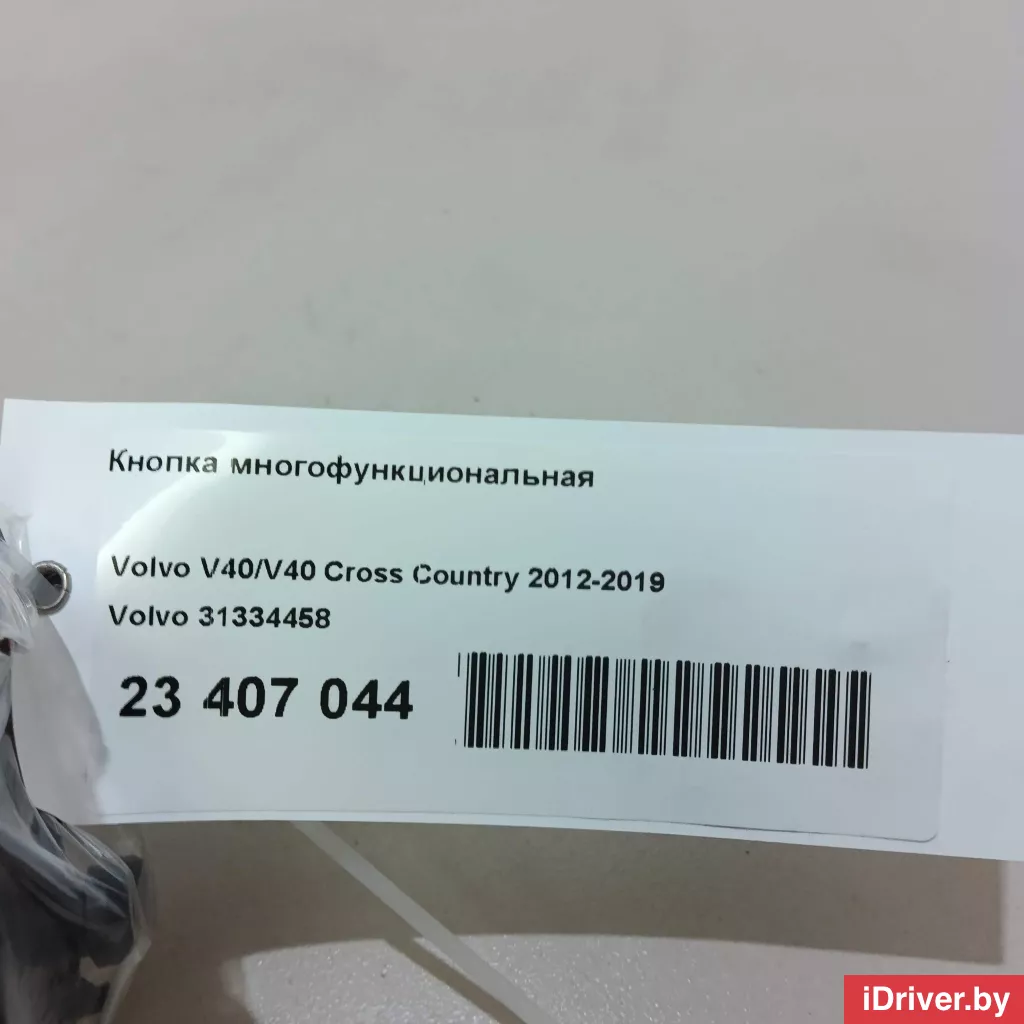 Кнопка многофункциональная
Volvo V40/V40 Cross Country 2012-2019
Volvo 31334458
23 407 044
iDriver.by